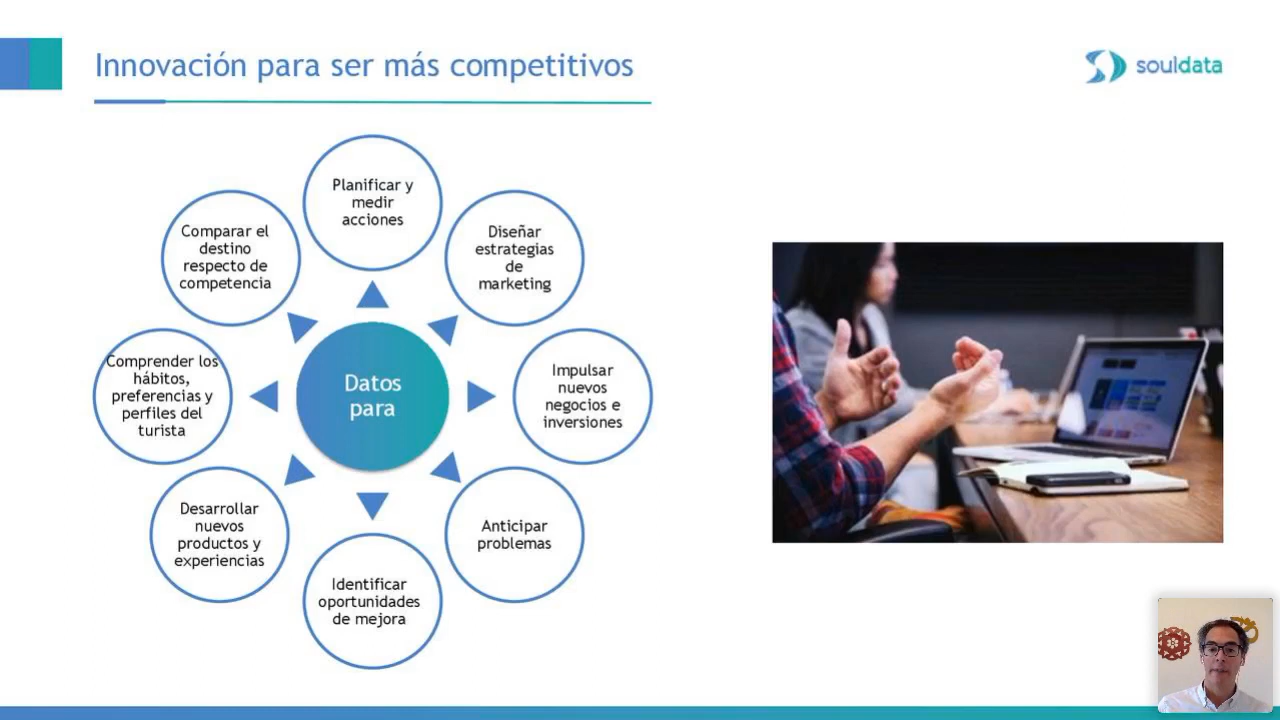 Innovación para ser más competitivos
souldata
Planificar y
medir
acciones
Diseñar
estrategias
de
marketing
Impulsar
nuevos
negocios e
inversiones
Anticipar
problemas
Identificar
oportunidades
de mejora
Desarrollar
nuevos
productos y
experiencias
Comprender los
hábitos,
preferencias y
perfiles del
turista
Comparar el
destino
respecto de
competencia
Datos
para